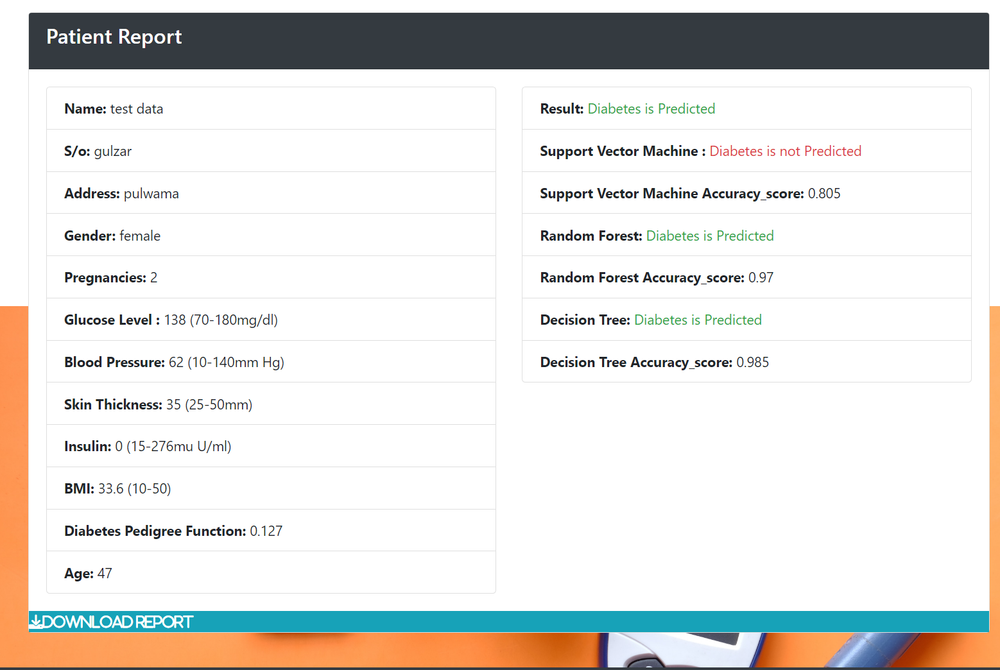 Patient Report
Name: test data
S/o: gulzar
Address: pulwama
Gender: female
Pregnancies: 2
Glucose Level : 138 (70-180mg/dl)
Blood Pressure: 62 (10-140mm Hg)
Skin Thickness: 35 (25-50mm)
Insulin: 0 (15-276mu U/ml)
BMI: 33.6 (10-50)
Diabetes Pedigree Function: 0.127
Age: 47
Result: Diabetes is Predicted
Support Vector Machine : Diabetes is not Predicted
Support Vector Machine Accuracy_score: 0.805
Random Forest: Diabetes is Predicted
Random Forest Accuracy_score: 0.97
Decision Tree: Diabetes is Predicted
Decision Tree Accuracy_score: 0.985
DOWNLOAD REPORT